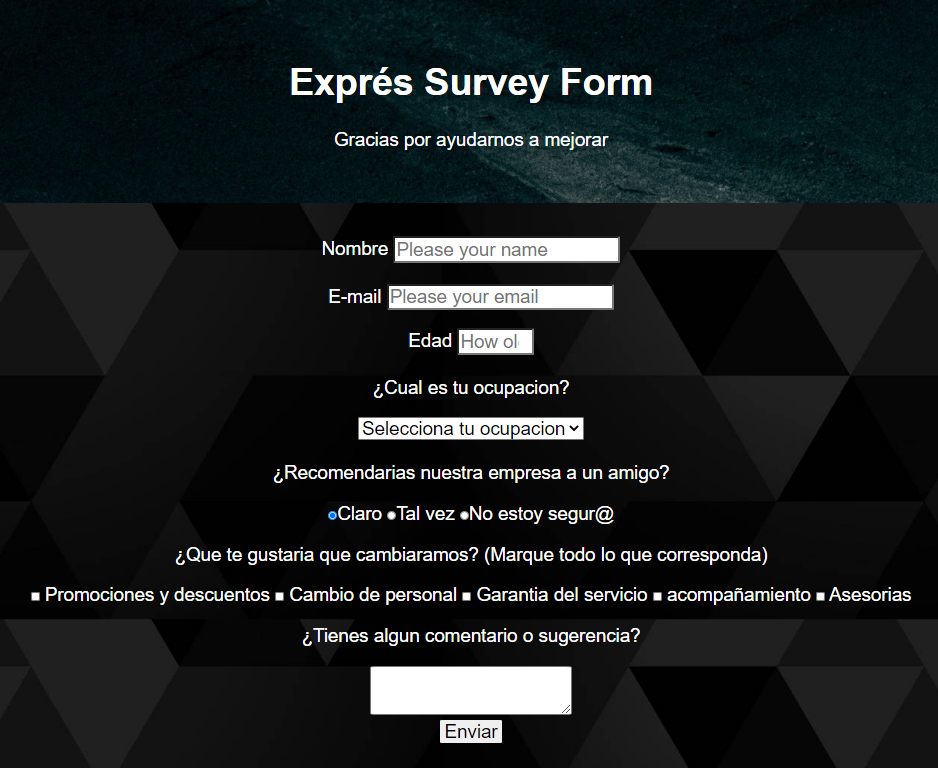 Exprés Survey Form
Gracias por ayudarnos a mejorar
Nombre Please your name
E-mail Please your email
Edad How ol
¿Cual es tu ocupacion?
Selecciona tu ocupacion
¿Recomendarias nuestra empresa a un amigo?
Claro Tal vez No estoy segur@
¿Que te gustaria que cambiaramos? (Marque todo lo que corresponda)
Promociones y descuentos Cambio de personal Garantia del servicio acompañamiento Asesorias
¿Tienes algun comentario o sugerencia?
Enviar